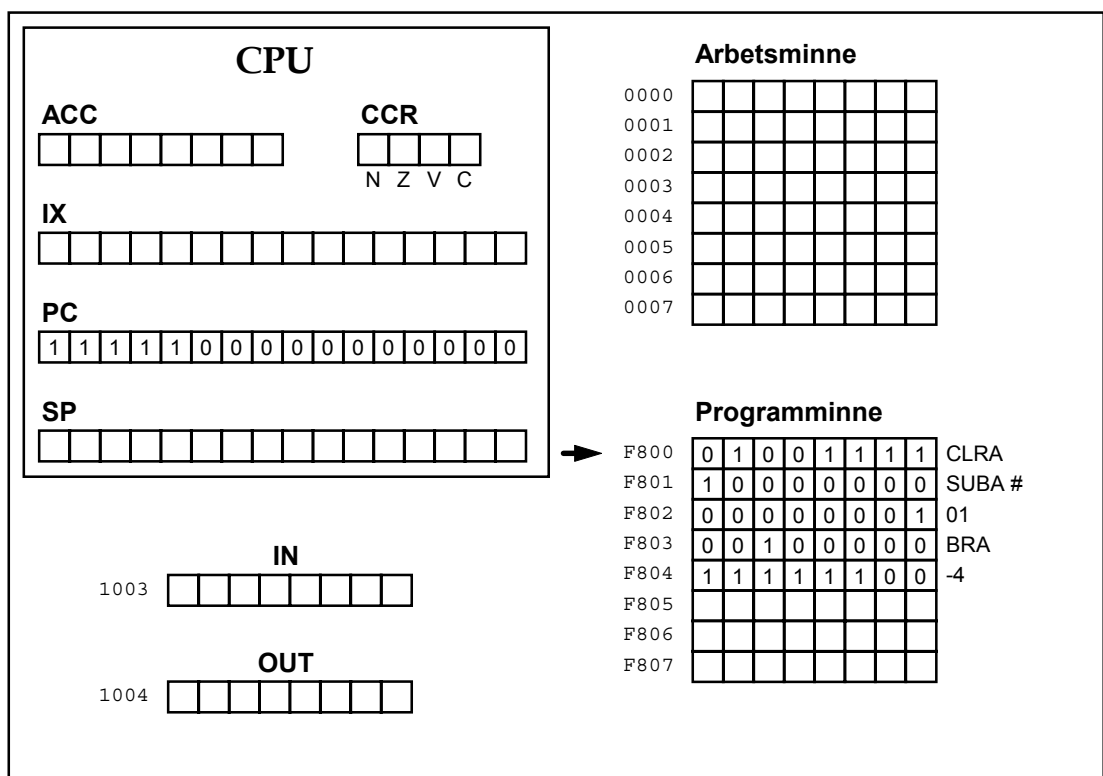 CPU
ACC
CCR
N Z V C
IX
PC
1 1 1 1 1 0 0 0 0 0 0 0 0 0 0 0
SP
IN
1003
OUT
1004
Arbetsminne
0000
0001
0002
0003
0004
0005
0006
0007
Programminne
F800 0 1 0 0 1 1 1 1 CLRA
F801 1 0 0 0 0 0 0 0 SUBA #
F802 0 0 0 0 0 0 0 1 01
F803 0 0 1 0 0 0 0 0 BRA
F804 1 1 1 1 1 1 0 0 -4
F805
F806
F807